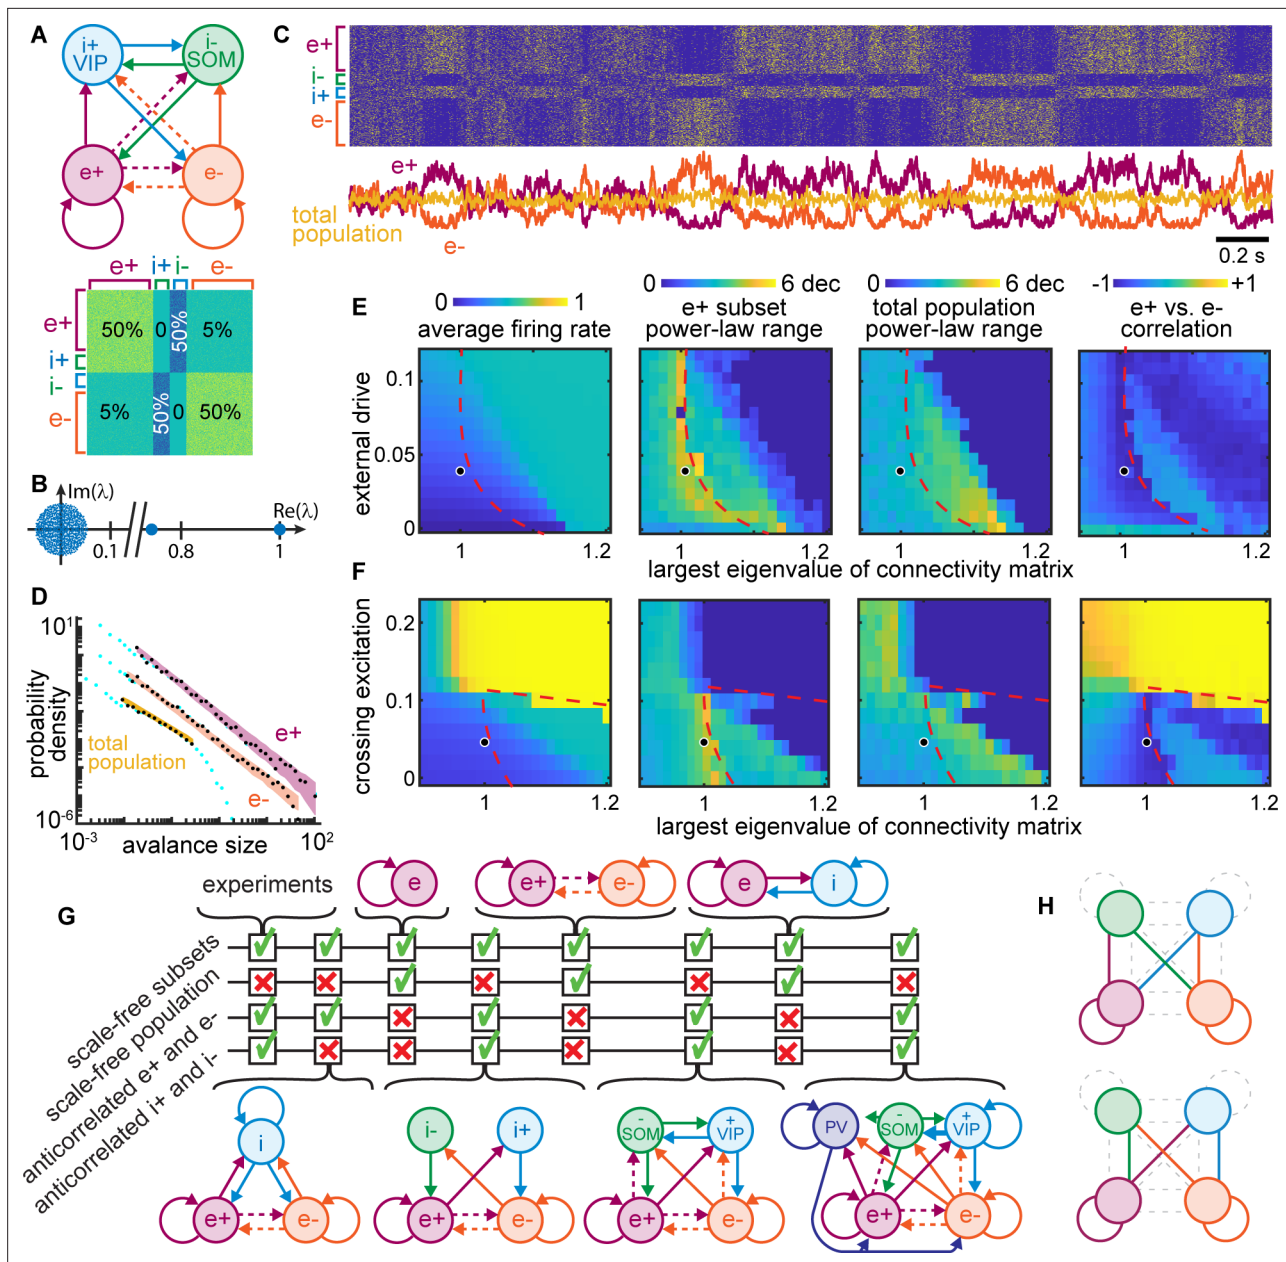 A
i+
VIP
i-
SOM
e+
e-
e+ i+ i- e-
e+
i+
i-
e-
50% 0 50% 5%
5% 50% 0 50%
B
Im(λ)
Re(λ)
0.1 0.8 1
C
e+
i-
i+
e-
e+
total
population
e-
0.2 s
D
10^1
probability
density
10^-6
e+
total
population
e-
10^-3 10^2
avalance size
E
0 1
average firing rate
0 6 dec
e+ subset
power-law range
0 6 dec
total population
power-law range
-1 +1
e+ vs. e-
correlation
external drive
0.1
0.05
0
1 1.2
1 1.2
1 1.2
1 1.2
largest eigenvalue of connectivity matrix
F
crossing excitation
0.2
0.1
0
1 1.2
1 1.2
1 1.2
1 1.2
largest eigenvalue of connectivity matrix
G
experiments
e
e+ e-
e i
scale-free subsets
scale-free population
anticorrelated e+ and e-
anticorrelated i+ and i-
i
e+ e-
i- i+
e+ e-
-
SOM
+
VIP
e+ e-
PV
-
SOM
+
VIP
e+ e-
H